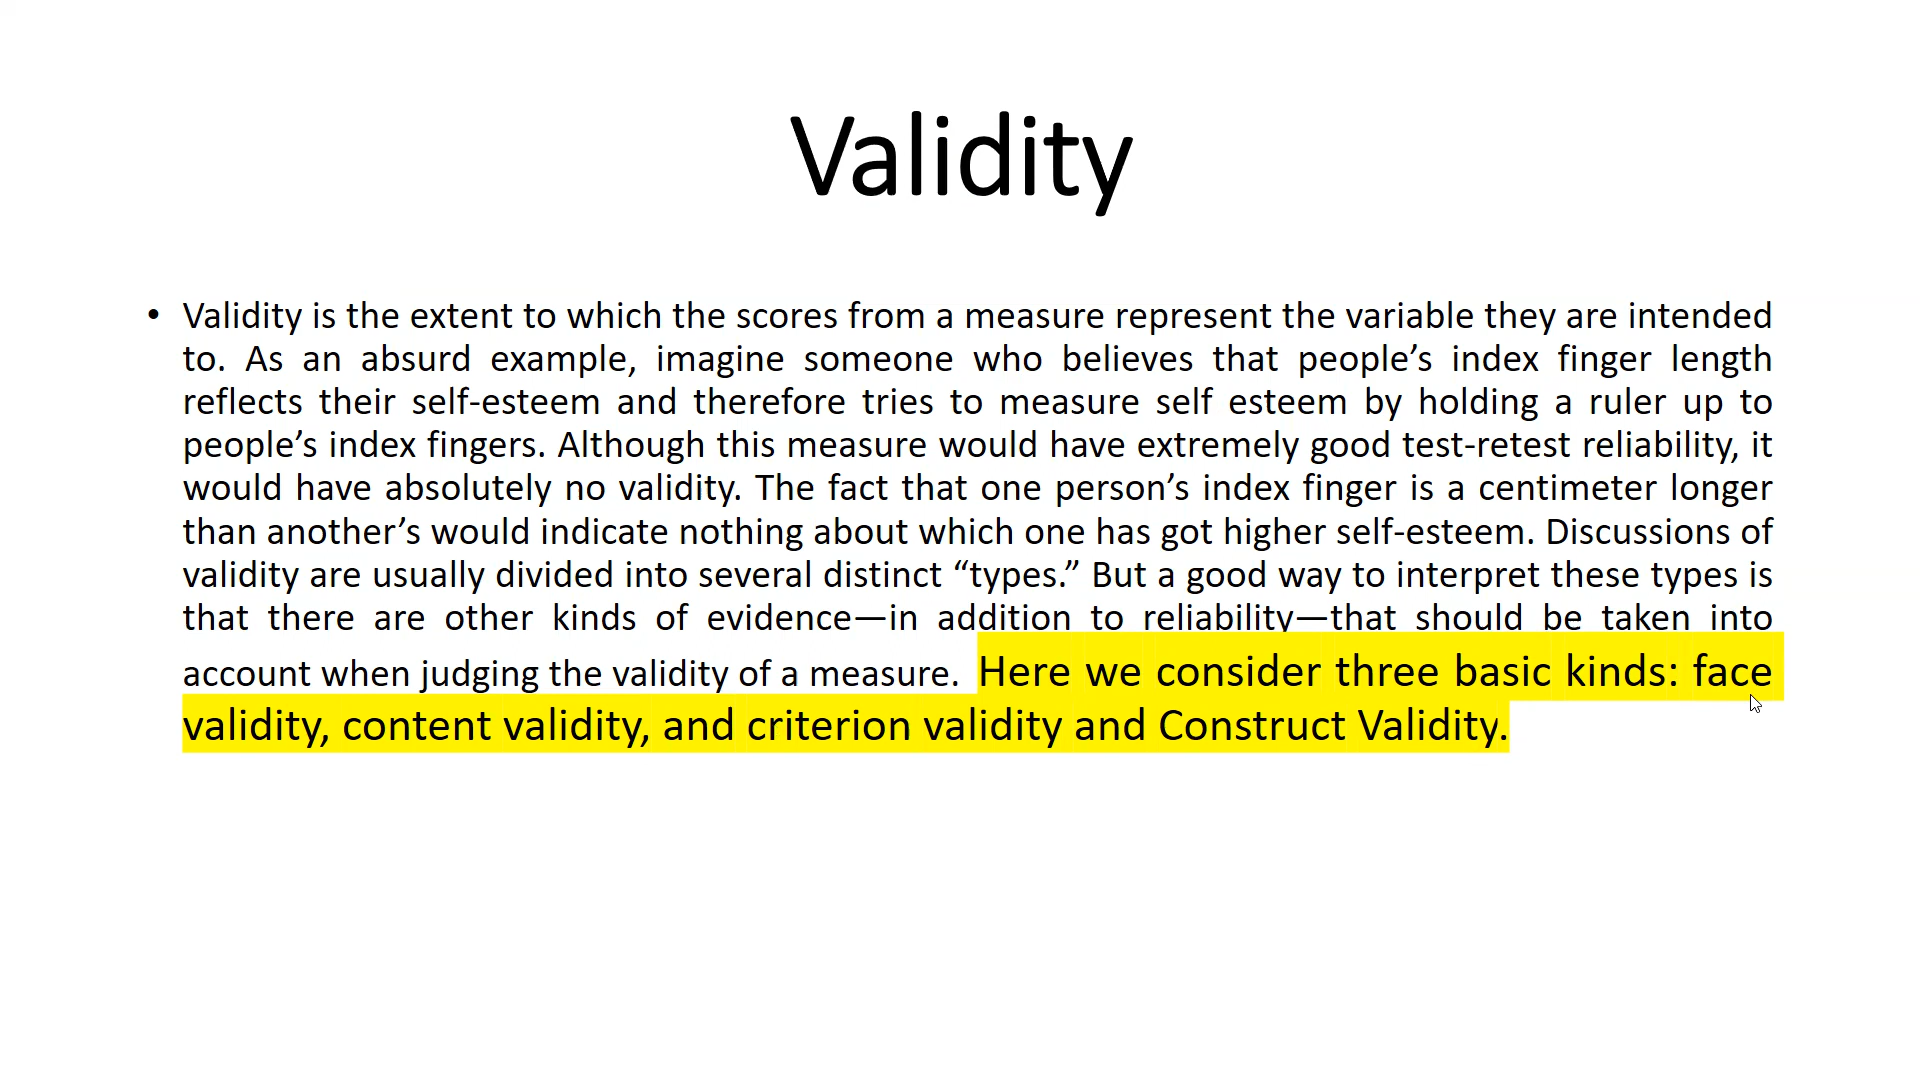 Validity
• Validity is the extent to which the scores from a measure represent the variable they are intended
to. As an absurd example, imagine someone who believes that people’s index finger length
reflects their self-esteem and therefore tries to measure self esteem by holding a ruler up to
people’s index fingers. Although this measure would have extremely good test-retest reliability, it
would have absolutely no validity. The fact that one person’s index finger is a centimeter longer
than another’s would indicate nothing about which one has got higher self-esteem. Discussions of
validity are usually divided into several distinct “types.” But a good way to interpret these types is
that there are other kinds of evidence—in addition to reliability—that should be taken into
account when judging the validity of a measure. Here we consider three basic kinds: face
validity, content validity, and criterion validity and Construct Validity.